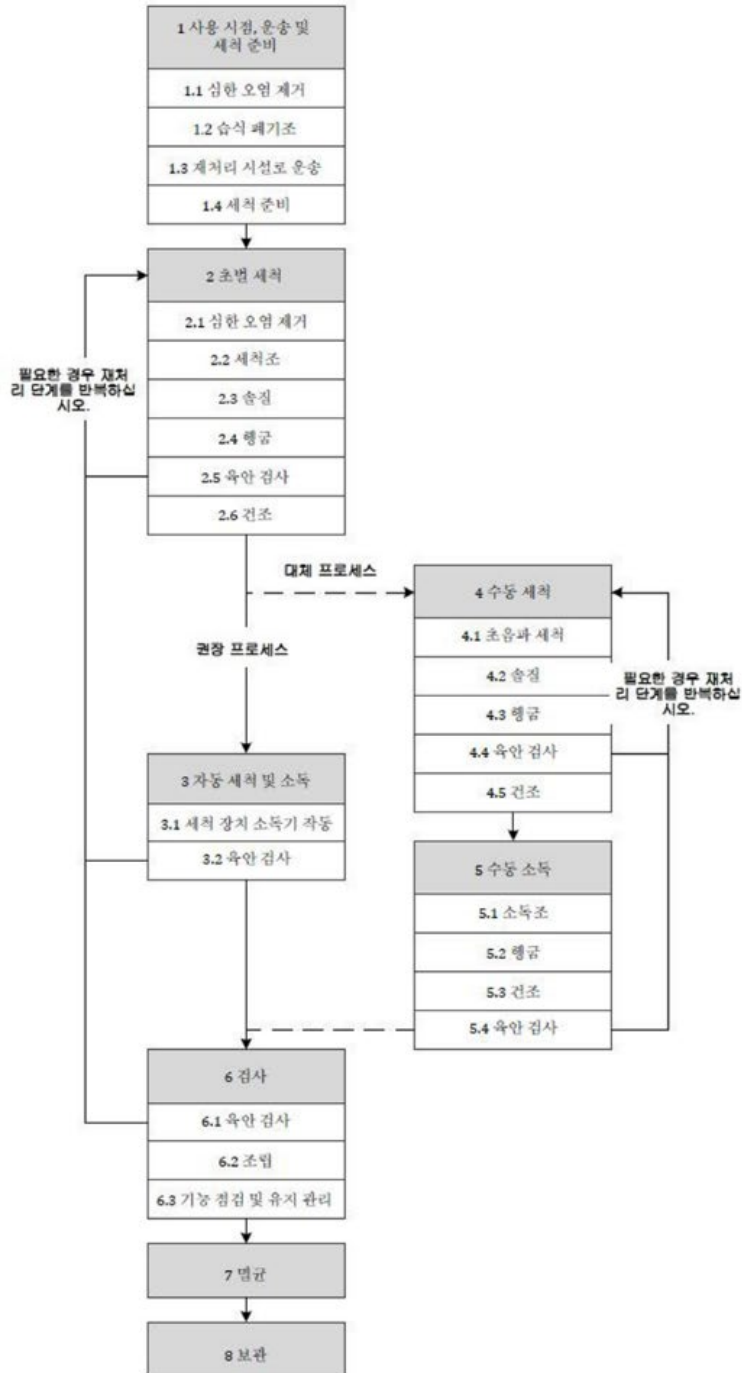 1 사용 시점, 운송 및
세척 준비
1.1 심한 오염 제거
1.2 습식 폐기조
1.3 재처리 시설로 운송
1.4 세척 준비
2 초벌 세척
2.1 심한 오염 제거
2.2 세척조
2.3 솔질
2.4 헹굼
2.5 육안 검사
2.6 건조
필요한 경우 재처
리 단계를 반복하십
시오.
대체 프로세스
권장 프로세스
4 수동 세척
4.1 초음파 세척
4.2 솔질
4.3 헹굼
4.4 육안 검사
4.5 건조
필요한 경우 재처
리 단계를 반복하십
시오.
3 자동 세척 및 소독
3.1 세척 장치 소독기 작동
3.2 육안 검사
5 수동 소독
5.1 소독조
5.2 헹굼
5.3 건조
5.4 육안 검사
6 검사
6.1 육안 검사
6.2 조립
6.3 기능 점검 및 유지 관리
7 멸균
8 보관